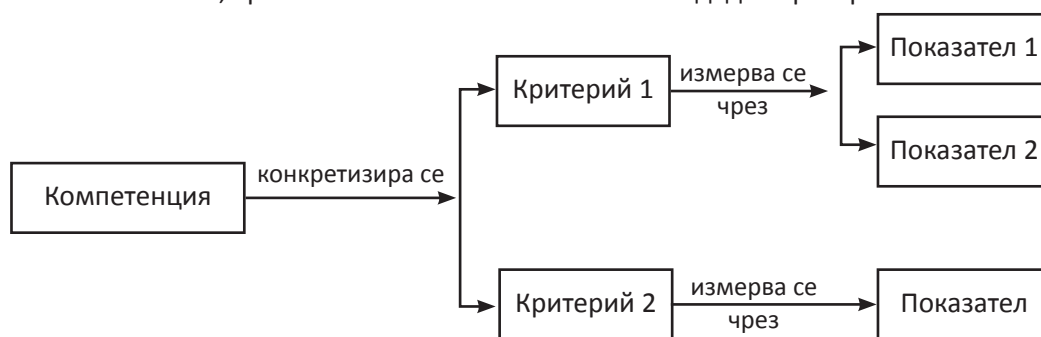 Показател 1
Критерий 1
измерва се
чрез
Показател 2
Компетенция
конкретизира се
Критерий 2
измерва се
чрез
Показател